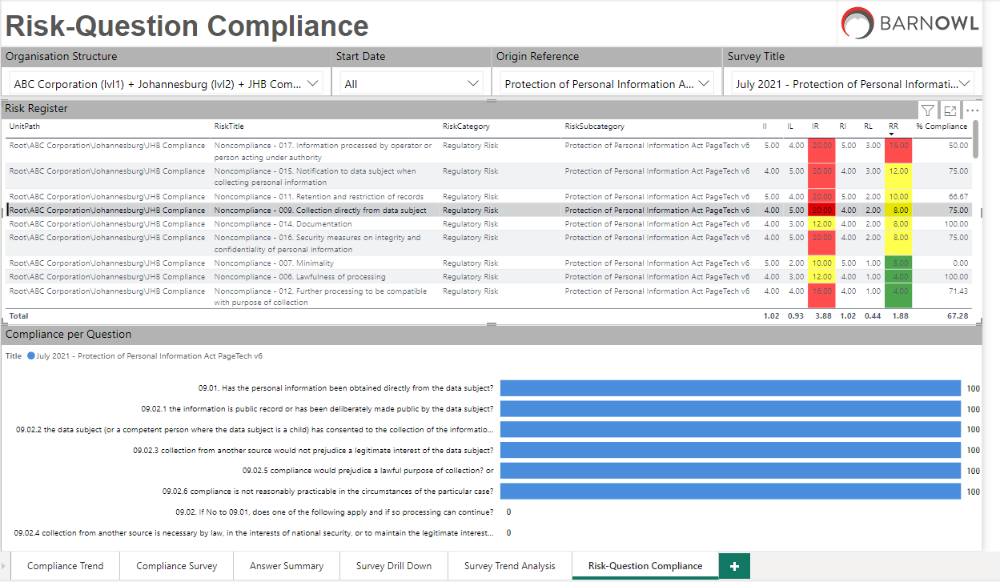 Risk-Question Compliance
BARNOWL
Organisation Structure
Start Date
Origin Reference
Survey Title
ABC Corporation (lvl1) + Johannesburg (lvl2) + JHB Com...
All
Protection of Personal Information A...
July 2021 - Protection of Personal Informati...
Risk Register
UnitPath RiskTitle RiskCategory RiskSubcategory II IL IR RI RL RR % Compliance
Root\ABC Corporation\Johannesburg\JHB Compliance Noncompliance - 017. Information processed by operator or Regulatory Risk Protection of Personal Information Act PageTech v6 5.00 4.00 20.00 5.00 3.00 15.00 50.00
person acting under authority
Root\ABC Corporation\Johannesburg\JHB Compliance Noncompliance - 015. Notification to data subject when Regulatory Risk Protection of Personal Information Act PageTech v6 4.00 5.00 20.00 4.00 3.00 12.00 75.00
collecting personal information
Root\ABC Corporation\Johannesburg\JHB Compliance Noncompliance - 011. Retention and restriction of records Regulatory Risk Protection of Personal Information Act PageTech v6 5.00 4.00 20.00 5.00 2.00 10.00 66.67
Root\ABC Corporation\Johannesburg\JHB Compliance Noncompliance - 009. Collection directly from data subject Regulatory Risk Protection of Personal Information Act PageTech v6 4.00 5.00 20.00 4.00 2.00 8.00 75.00
Root\ABC Corporation\Johannesburg\JHB Compliance Noncompliance - 014. Documentation Regulatory Risk Protection of Personal Information Act PageTech v6 4.00 3.00 12.00 4.00 2.00 8.00 100.00
Root\ABC Corporation\Johannesburg\JHB Compliance Noncompliance - 016. Security measures on integrity and Regulatory Risk Protection of Personal Information Act PageTech v6 4.00 5.00 20.00 4.00 2.00 8.00 75.00
confidentiality of personal information
Root\ABC Corporation\Johannesburg\JHB Compliance Noncompliance - 007. Minimality Regulatory Risk Protection of Personal Information Act PageTech v6 5.00 2.00 10.00 5.00 1.00 5.00 0.00
Root\ABC Corporation\Johannesburg\JHB Compliance Noncompliance - 006. Lawfulness of processing Regulatory Risk Protection of Personal Information Act PageTech v6 4.00 3.00 12.00 4.00 1.00 4.00 100.00
Root\ABC Corporation\Johannesburg\JHB Compliance Noncompliance - 012. Further processing to be compatible Regulatory Risk Protection of Personal Information Act PageTech v6 4.00 4.00 16.00 4.00 1.00 4.00 71.43
with purpose of collection
Total 1.02 0.93 3.88 1.02 0.44 1.88 67.28
Compliance per Question
Title July 2021 - Protection of Personal Information Act PageTech v6
09.01. Has the personal information been obtained directly from the data subject? 100
09.02.1 the information is public record or has been deliberately made public by the data subject? 100
09.02.2 the data subject (or a competent person where the data subject is a child) has consented to the collection of the informatio... 100
09.02.3 collection from another source would not prejudice a legitimate interest of the data subject? 100
09.02.5 compliance would prejudice a lawful purpose of collection? or 100
09.02.6 compliance is not reasonably practicable in the circumstances of the particular case? 100
09.02. If No to 09.01, does one of the following apply and if so processing can continue? 0
09.02.4 collection from another source is necessary by law, in the interests of national security, or to maintain the legitimate interest... 0
Compliance Trend
Compliance Survey
Answer Summary
Survey Drill Down
Survey Trend Analysis
Risk-Question Compliance
+